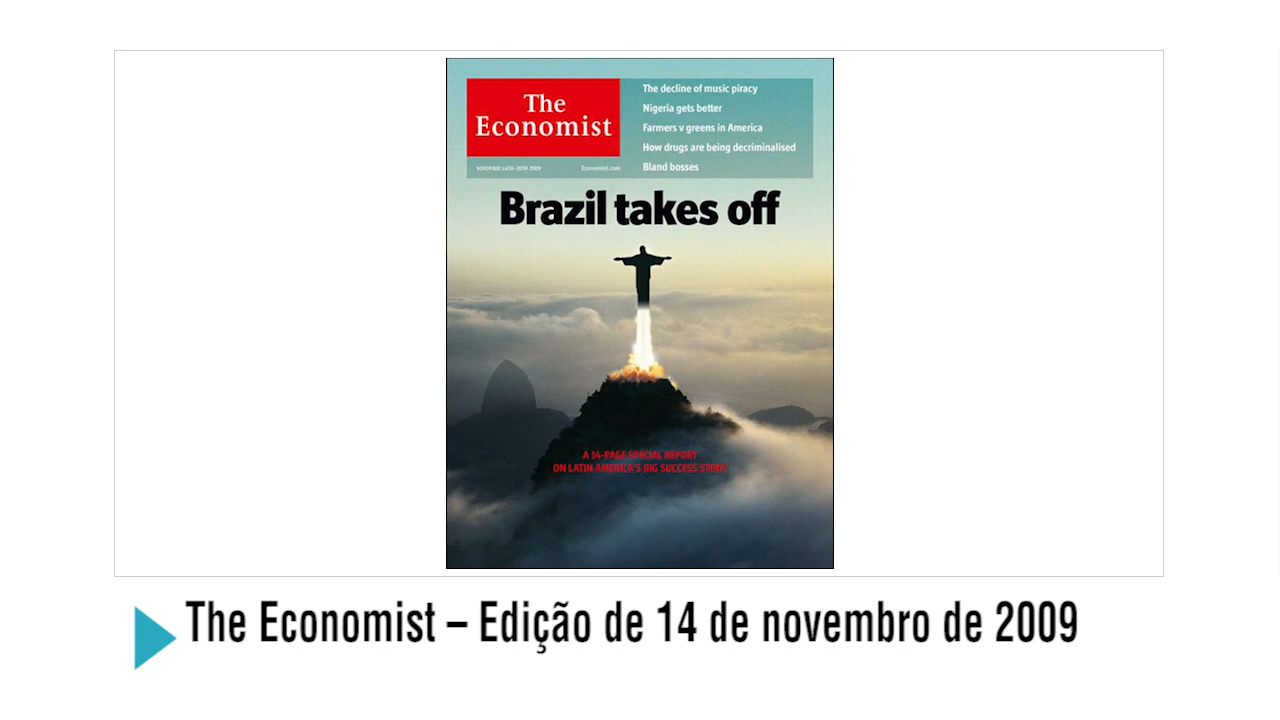 The
Economist
NOVEMBER 14TH–20TH 2009 Economist.com
The decline of music piracy
Nigeria gets better
Farmers v greens in America
How drugs are being decriminalised
Bland bosses
Brazil takes off
A 14-PAGE SPECIAL REPORT
ON LATIN AMERICA'S BIG SUCCESS STORY
The Economist – Edição de 14 de novembro de 2009